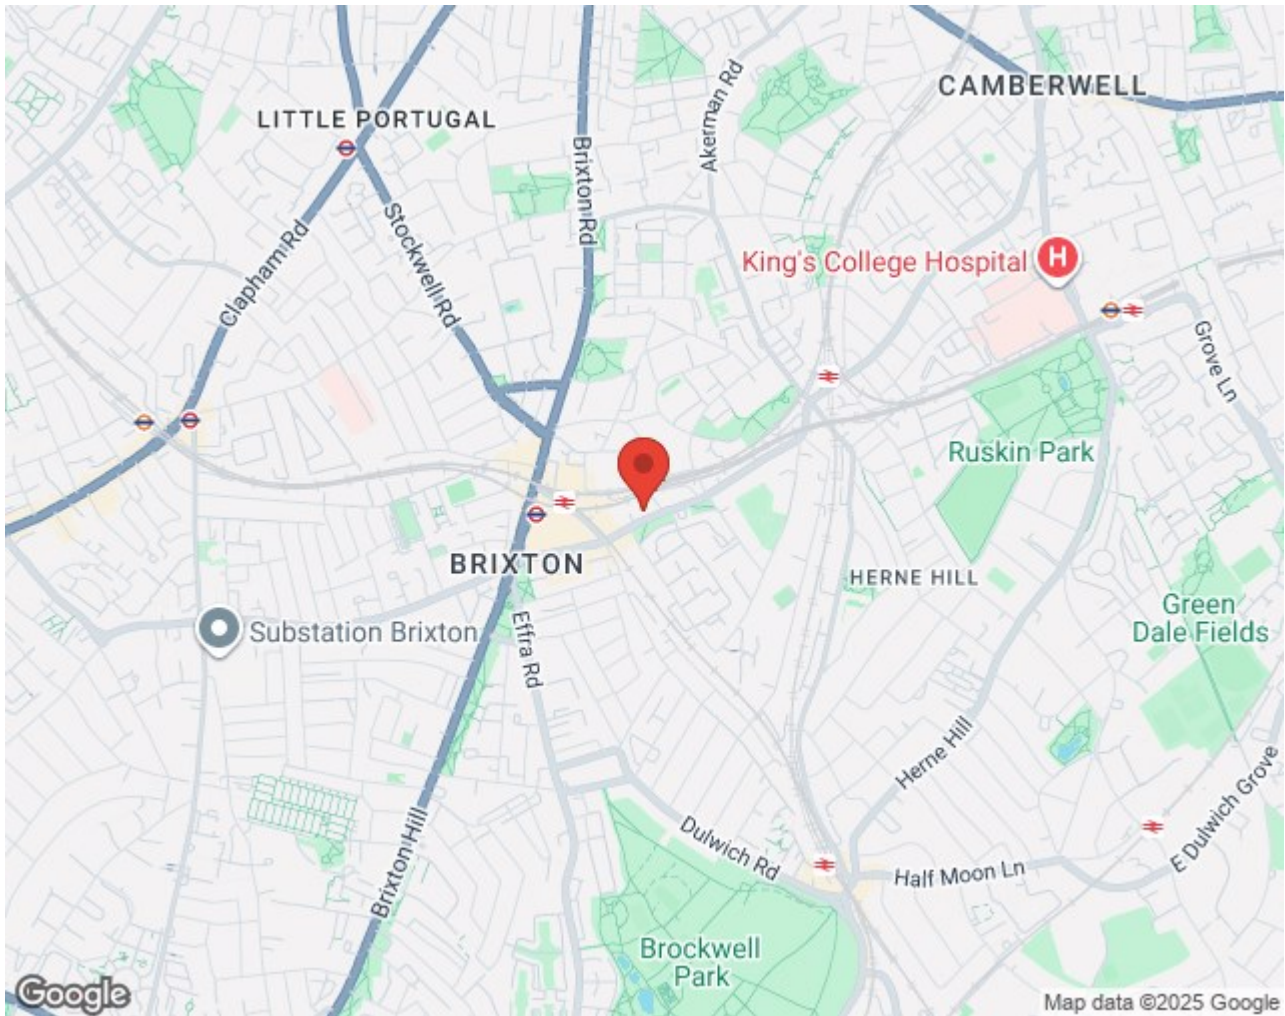 CAMBERWELL
LITTLE PORTUGAL
Akerman Rd
Brixton Rd
Clapham Rd
Stockwell Rd
King's College Hospital
H
Grove Ln
Ruskin Park
BRIXTON
HERNE HILL
Green
Dale Fields
Substation Brixton
Effra Rd
Herne Hill
Brixton Hill
Dulwich Rd
Half Moon Ln
E Dulwich Grove
Brockwell
Park
Google
Map data ©2025 Google